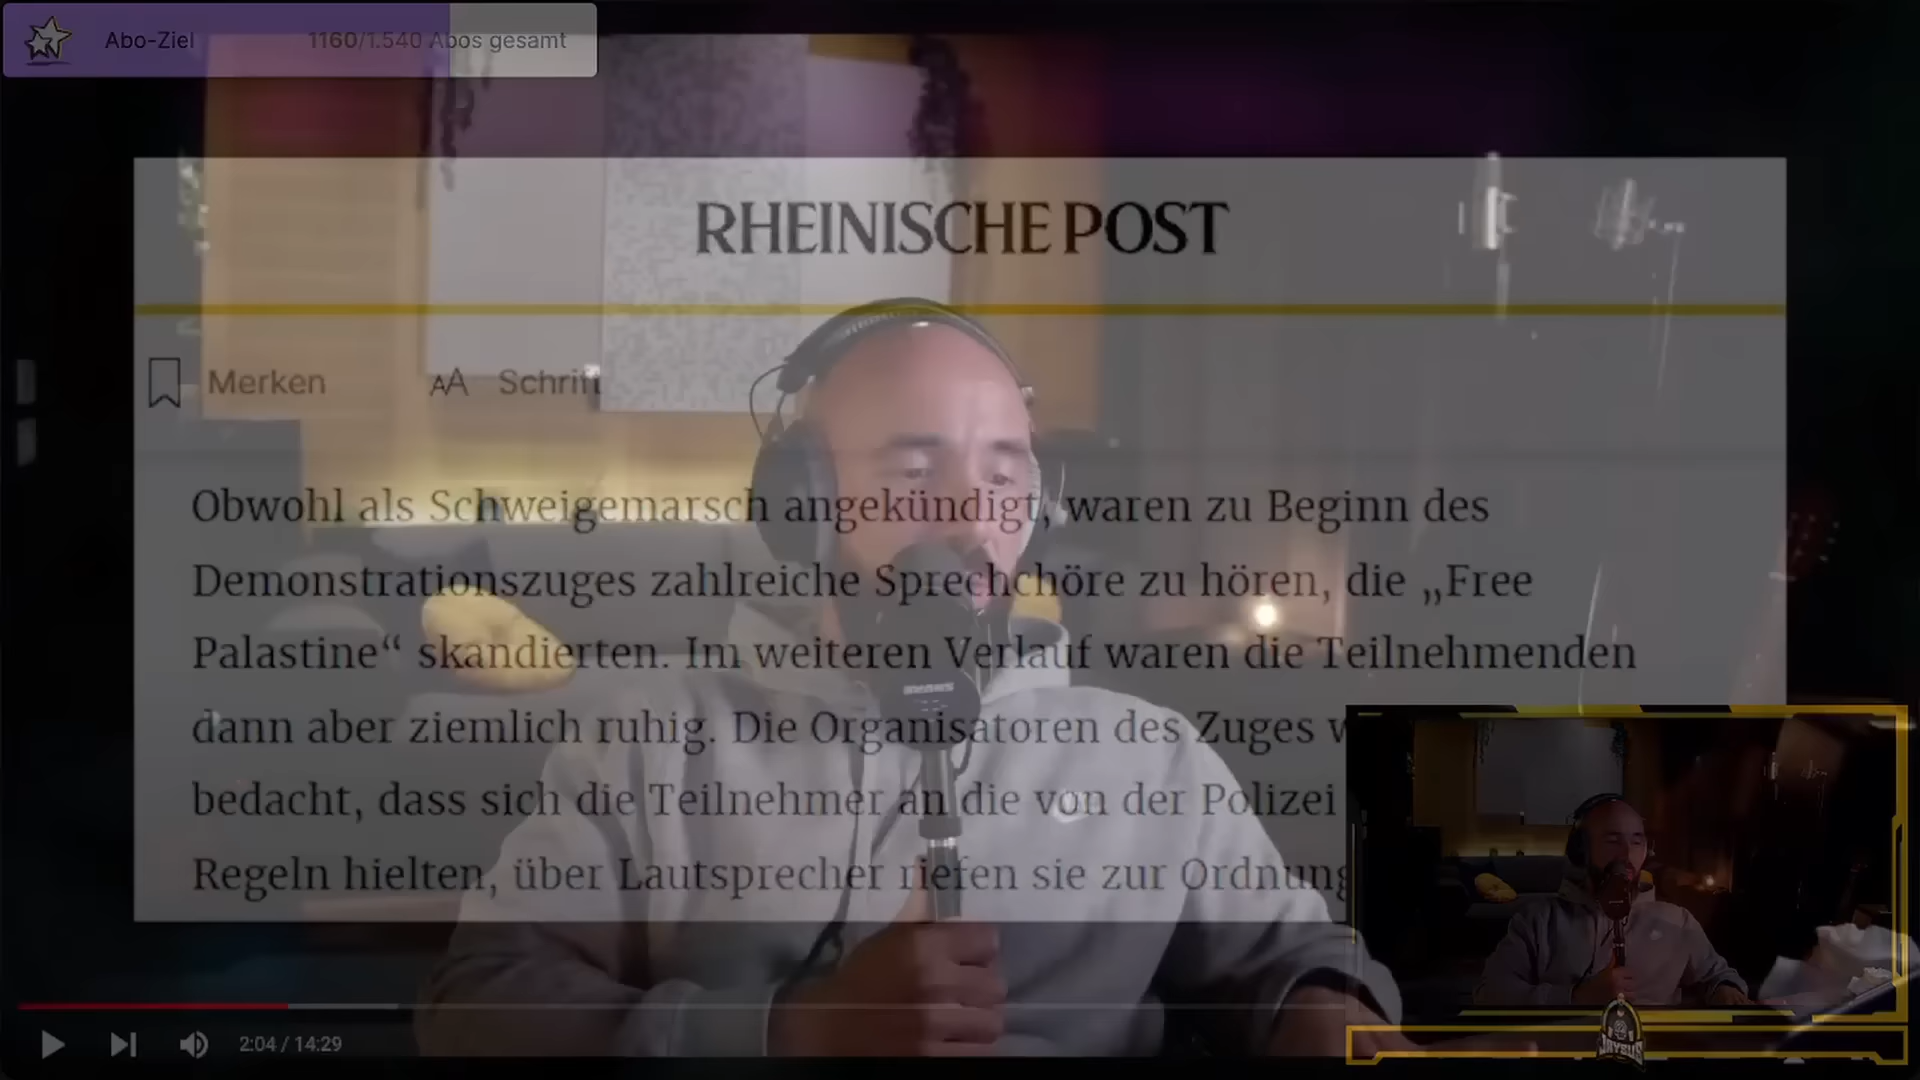 Abo-Ziel 1160/1.540 Abos gesamt
RHEINISCHE POST
Merken AA Schrift
Obwohl als Schweigemarsch angekündigt, waren zu Beginn des
Demonstrationszuges zahlreiche Sprechchöre zu hören, die „Free
Palastine“ skandierten. Im weiteren Verlauf waren die Teilnehmenden
dann aber ziemlich ruhig. Die Organisatoren des Zuges
bedacht, dass sich die Teilnehmer an die von der Polizei
Regeln hielten, über Lautsprecher riefen sie zur Ordnung
2:04 / 14:29
JAYEUS